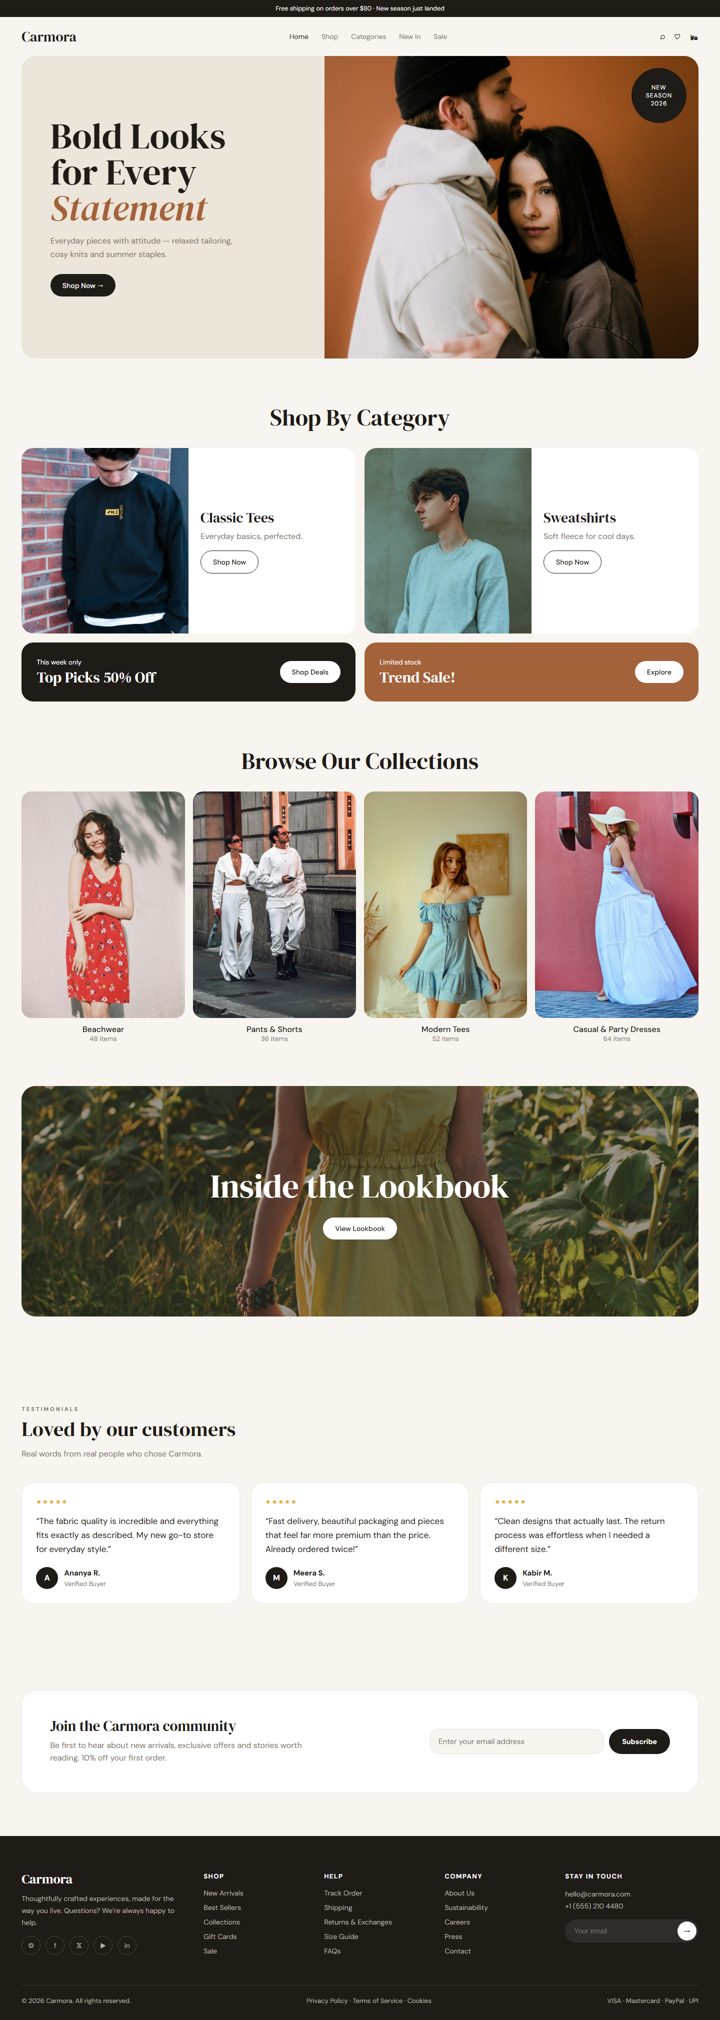 Free shipping on orders over $80 · New season just landed
Carmora
Home
Shop
Categories
New In
Sale
NEW
SEASON
2026
Bold Looks
for Every
Statement
Everyday pieces with attitude — relaxed tailoring,
cosy knits and summer staples.
Shop Now →
Shop By Category
Classic Tees
Everyday basics, perfected.
Shop Now
Sweatshirts
Soft fleece for cool days.
Shop Now
This week only
Top Picks 50% Off
Shop Deals
Limited stock
Trend Sale!
Explore
Browse Our Collections
Beachwear
48 items
Pants & Shorts
36 items
Modern Tees
52 items
Casual & Party Dresses
64 items
Inside the Lookbook
View Lookbook
TESTIMONIALS
Loved by our customers
Real words from real people who chose Carmora.
★★★★★
“The fabric quality is incredible and everything
fits exactly as described. My new go-to store
for everyday style.”
A
Ananya R.
Verified Buyer
★★★★★
“Fast delivery, beautiful packaging and pieces
that feel far more premium than the price.
Already ordered twice!”
M
Meera S.
Verified Buyer
★★★★★
“Clean designs that actually last. The return
process was effortless when I needed a
different size.”
K
Kabir M.
Verified Buyer
Join the Carmora community
Be first to hear about new arrivals, exclusive offers and stories worth
reading. 10% off your first order.
Enter your email address
Subscribe
Carmora
Thoughtfully crafted experiences, made for the
way you live. Questions? We're always happy to
help.
f
𝕏
in
SHOP
New Arrivals
Best Sellers
Collections
Gift Cards
Sale
HELP
Track Order
Shipping
Returns & Exchanges
Size Guide
FAQs
COMPANY
About Us
Sustainability
Careers
Press
Contact
STAY IN TOUCH
hello@carmora.com
+1 (555) 210 4480
Your email
→
© 2026 Carmora. All rights reserved.
Privacy Policy · Terms of Service · Cookies
VISA · Mastercard · PayPal · UPI